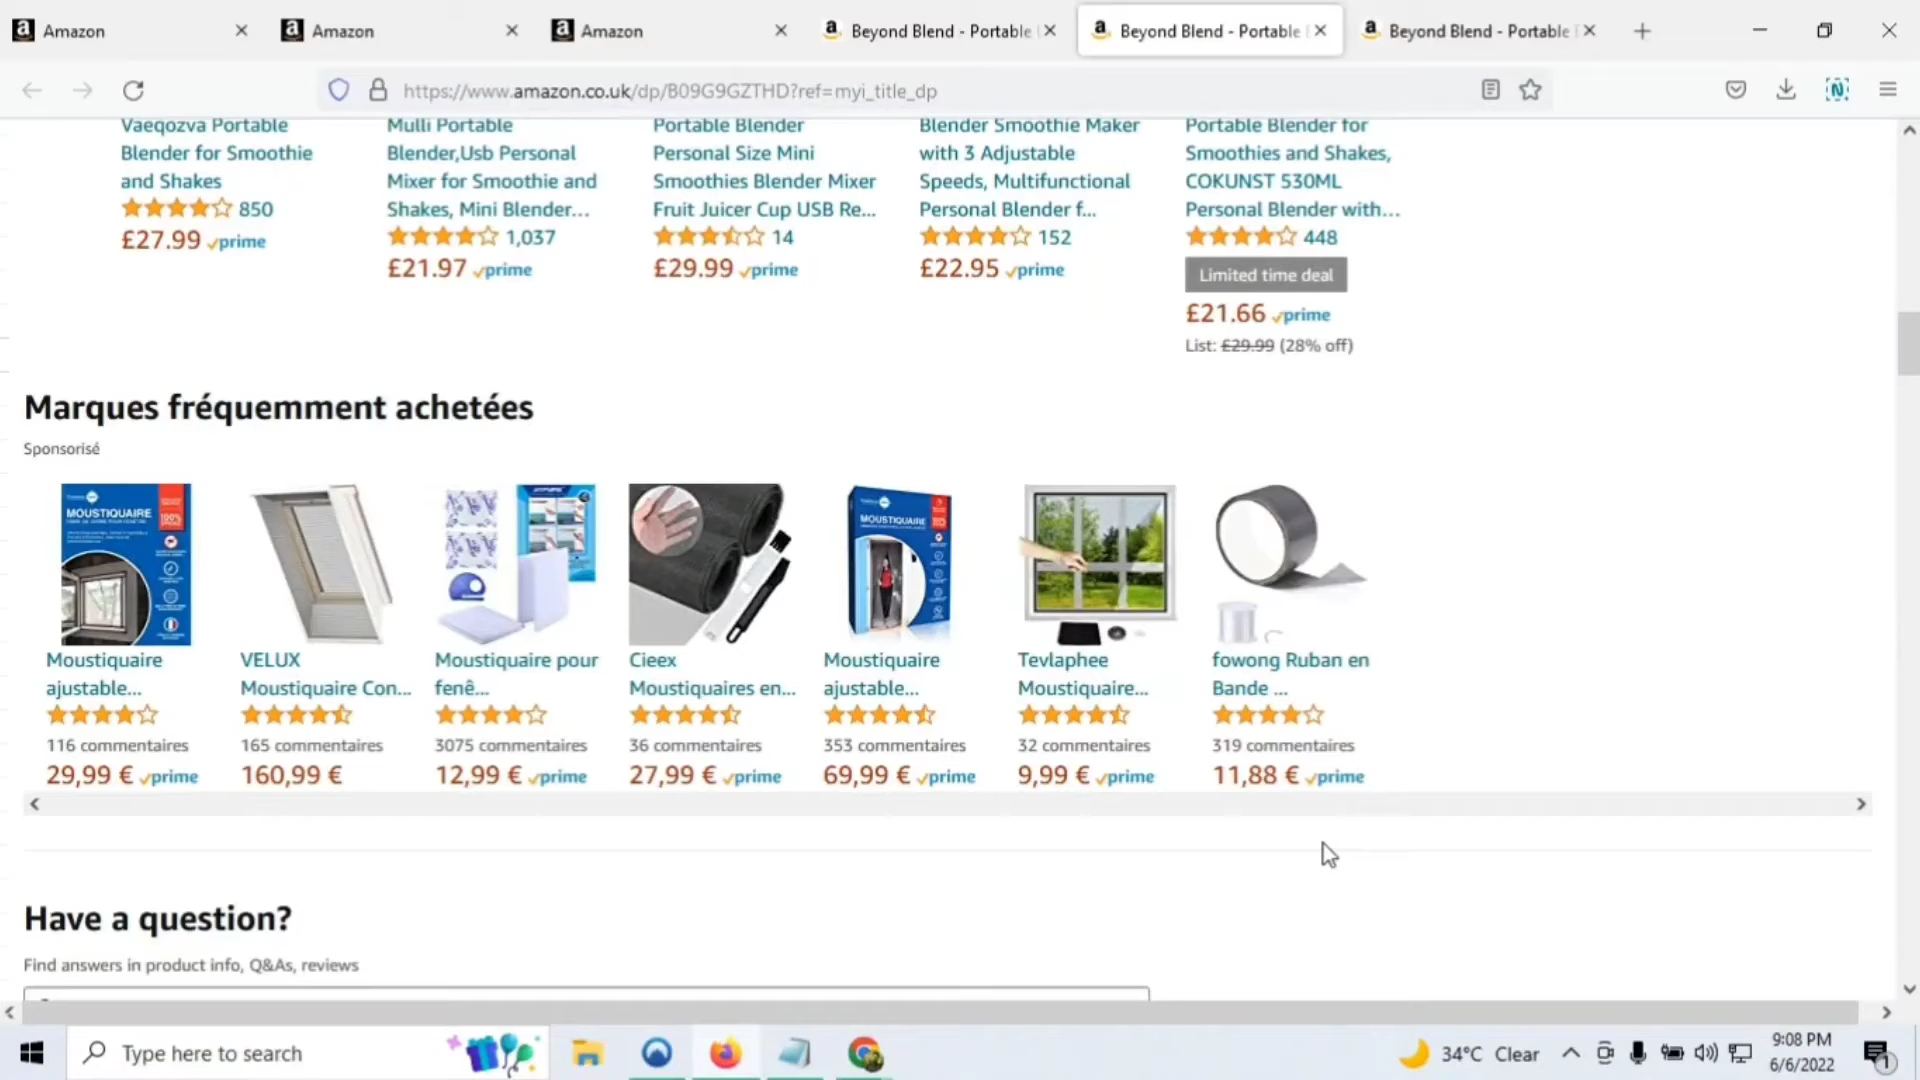 Amazon
Amazon
Amazon
Beyond Blend - Portable
Beyond Blend - Portable
Beyond Blend - Portable
https://www.amazon.co.uk/dp/B09G9GZTHD?ref=myi_title_dp
Vaeqozva Portable
Blender for Smoothie
and Shakes
850
£27.99 prime
Mulli Portable
Blender,Usb Personal
Mixer for Smoothie and
Shakes, Mini Blender...
1,037
£21.97 prime
Portable Blender
Personal Size Mini
Smoothies Blender Mixer
Fruit Juicer Cup USB Re...
14
£29.99 prime
Blender Smoothie Maker
with 3 Adjustable
Speeds, Multifunctional
Personal Blender f...
152
£22.95 prime
Portable Blender for
Smoothies and Shakes,
COKUNST 530ML
Personal Blender with...
448
Limited time deal
£21.66 prime
List: £29.99 (28% off)
Marques fréquemment achetées
Sponsorisé
MOUSTIQUAIRE
Moustiquaire
ajustable...
116 commentaires
29,99 € prime
VELUX
Moustiquaire Con...
165 commentaires
160,99 €
Moustiquaire pour
fenê...
3075 commentaires
12,99 € prime
Cieex
Moustiquaires en...
36 commentaires
27,99 € prime
MOUSTIQUAIRE
Moustiquaire
ajustable...
353 commentaires
69,99 € prime
Tevlaphee
Moustiquaire...
32 commentaires
9,99 € prime
fowong Ruban en
Bande ...
319 commentaires
11,88 € prime
Have a question?
Find answers in product info, Q&As, reviews
Type here to search
34°C Clear
9:08 PM
6/6/2022
1